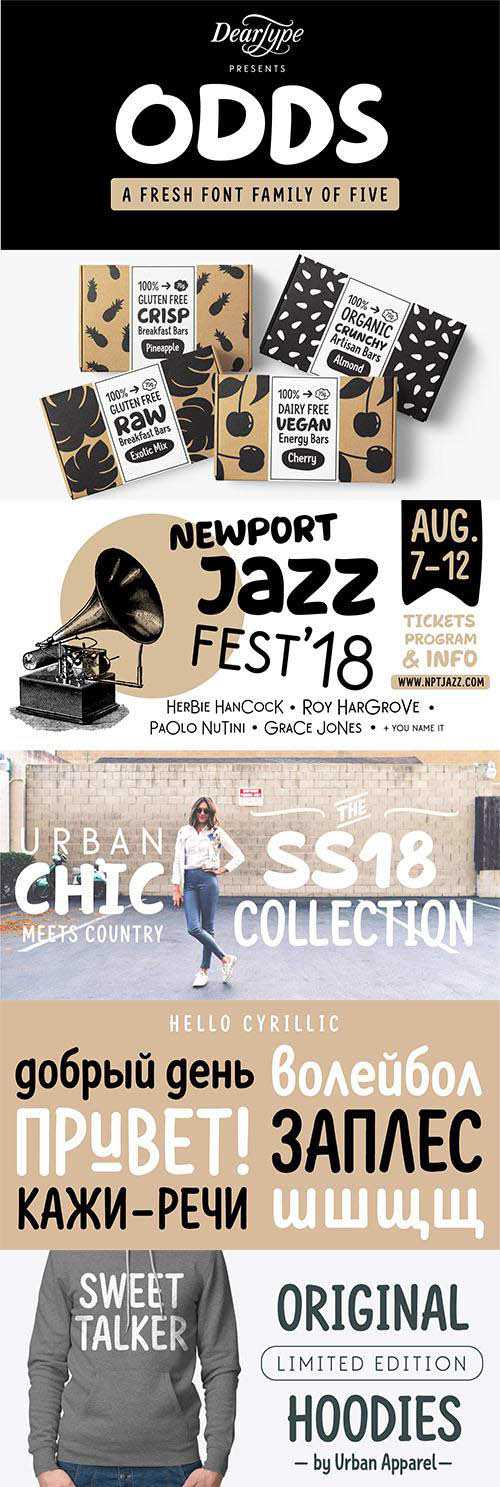 DearType
PRESENTS
ODDS
A FRESH FONT FAMILY OF FIVE
100% → 75g
GLUTEN FREE
CRISP
Breakfast Bars
Pineapple
100% → 75g
ORGANIC
CRUNCHY
Artisan Bars
Almond
100% → 75g
GLUTEN FREE
RAW
Breakfast Bars
Exotic Mix
100% → 75g
DAIRY FREE
VEGAN
Energy Bars
Cherry
NEWPORT
Jazz
FEST'18
HERBIE HANCOCK • ROY HARGROVE •
PAOLO NUTINI • GRACE JONES • + YOU NAME IT
AUG.
7–12
TICKETS
PROGRAM
& INFO
WWW.NPTJAZZ.COM
URBAN
CHIC
MEETS COUNTRY
THE
SS18
COLLECTION
HELLO CYRILLIC
добрый день
ПРИВЕТ!
КАЖИ–РЕЧИ
волейбол
ЗАПЛЕС
шшщщ
SWEET
TALKER
ORIGINAL
LIMITED EDITION
HOODIES
— by Urban Apparel —